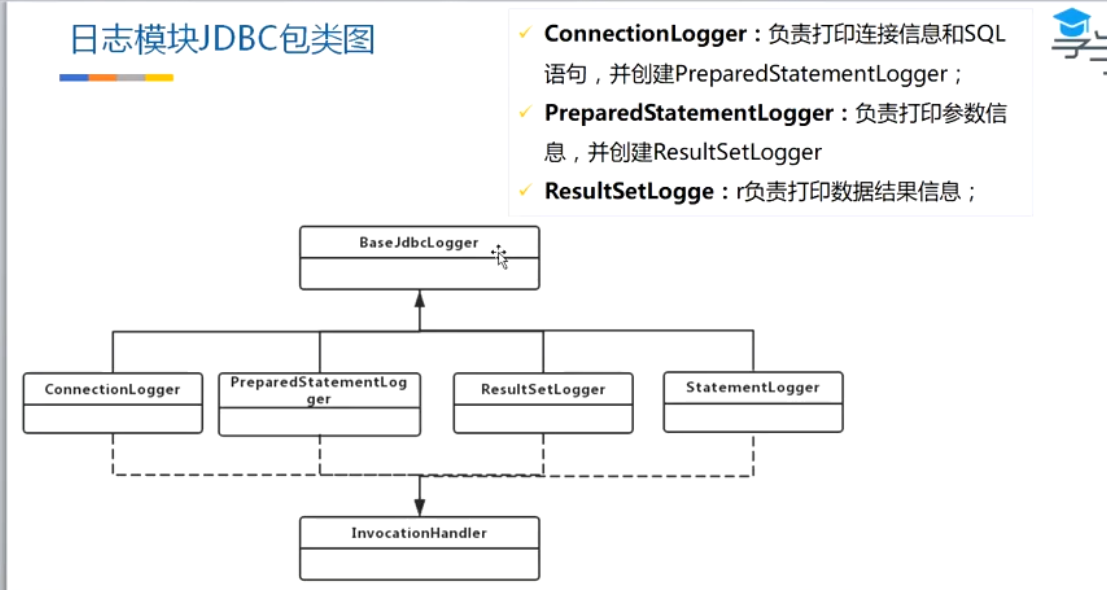 日志模块JDBC包类图
ConnectionLogger：负责打印连接信息和SQL
语句，并创建PreparedStatementLogger；
PreparedStatementLogger：负责打印参数信
息，并创建ResultSetLogger
ResultSetLogge：r负责打印数据结果信息；
BaseJdbcLogger
ConnectionLogger
PreparedStatementLog
ger
ResultSetLogger
StatementLogger
InvocationHandler